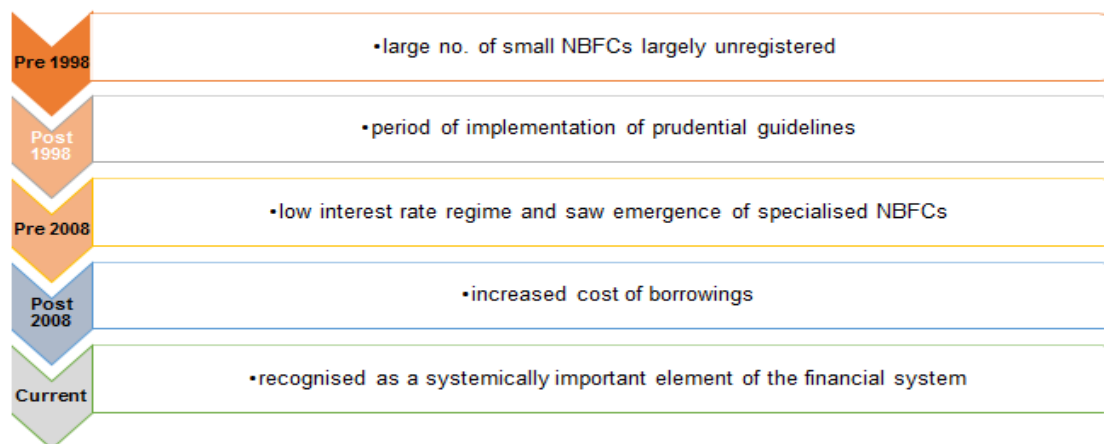 Pre 1998
•large no. of small NBFCs largely unregistered
Post
1998
•period of implementation of prudential guidelines
Pre 2008
•low interest rate regime and saw emergence of specialised NBFCs
Post
2008
•increased cost of borrowings
Current
•recognised as a systemically important element of the financial system